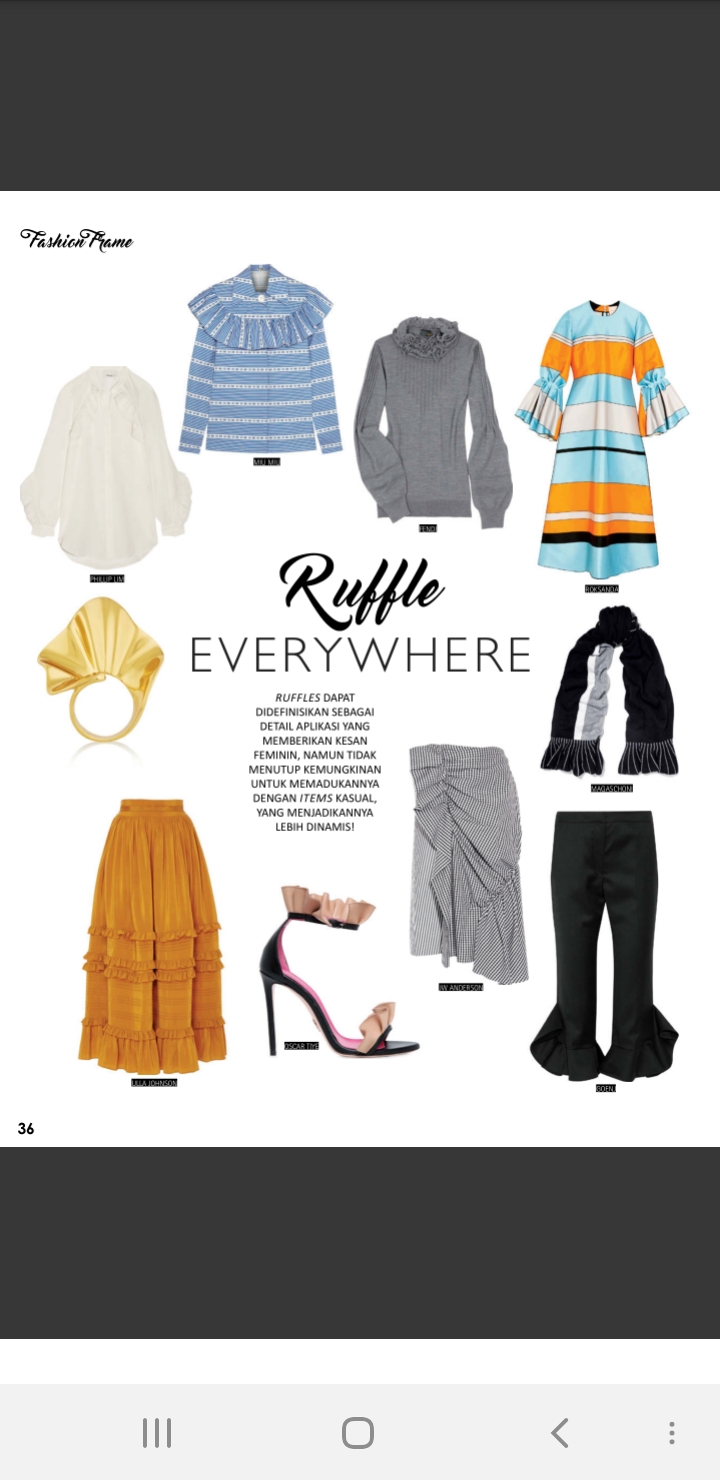 Fashion Frame
MIU MIU
FENDI
PHILLIP LIM
ROKSANDA
Ruffle
EVERYWHERE
RUFFLES DAPAT
DIDEFINISIKAN SEBAGAI
DETAIL APLIKASI YANG
MEMBERIKAN KESAN
FEMININ, NAMUN TIDAK
MENUTUP KEMUNGKINAN
UNTUK MEMADUKANNYA
DENGAN ITEMS KASUAL,
YANG MENJADIKANNYA
LEBIH DINAMIS!
MAGASCHONI
JW ANDERSON
OSCAR TIYE
ULLA JOHNSON
GOEN.J
36